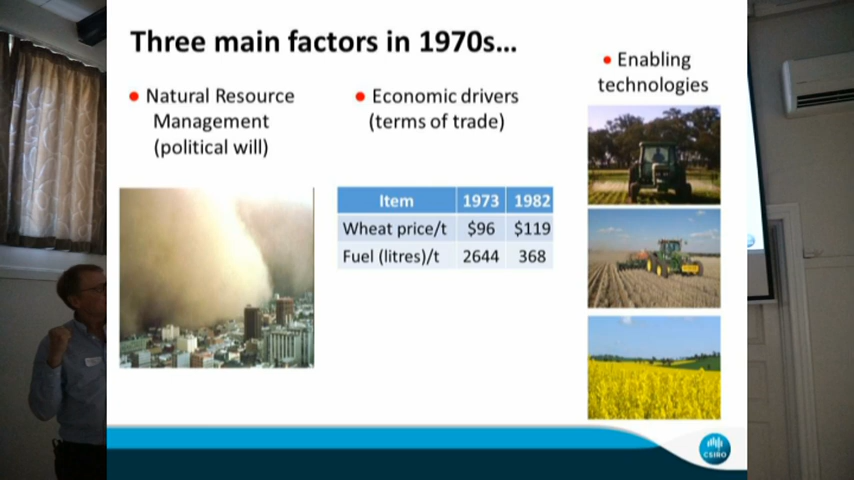 Three main factors in 1970s...
• Natural Resource
Management
(political will)
• Economic drivers
(terms of trade)
• Enabling
technologies
Item 1973 1982
Wheat price/t $96 $119
Fuel (litres)/t 2644 368
CSIRO